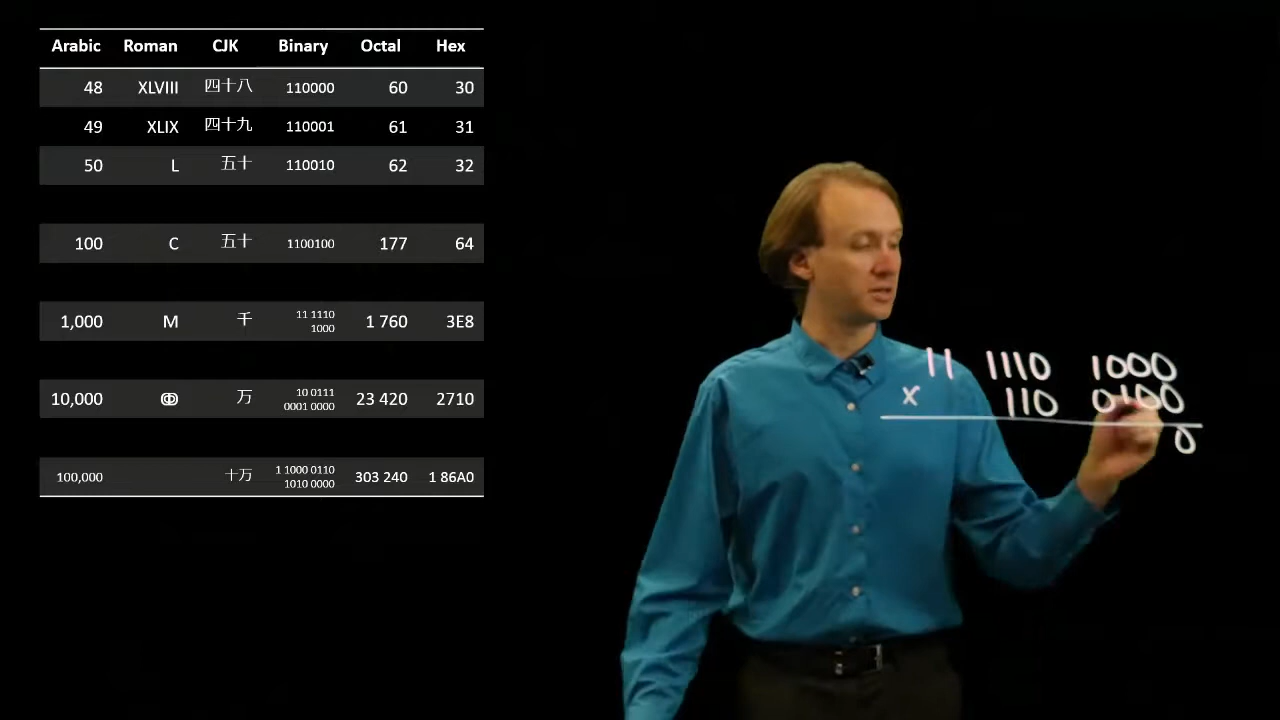 Arabic Roman CJK Binary Octal Hex
48 XLVIII 四十八 110000 60 30
49 XLIX 四十九 110001 61 31
50 L 五十 110010 62 32
100 C 五十 1100100 177 64
1,000 M 千 11 1110 1000 1 760 3E8
10,000 ↂ 万 10 0111 0001 0000 23 420 2710
100,000 十万 1 1000 0110 1010 0000 303 240 1 86A0
11 1110 1000
x 110 0100
0